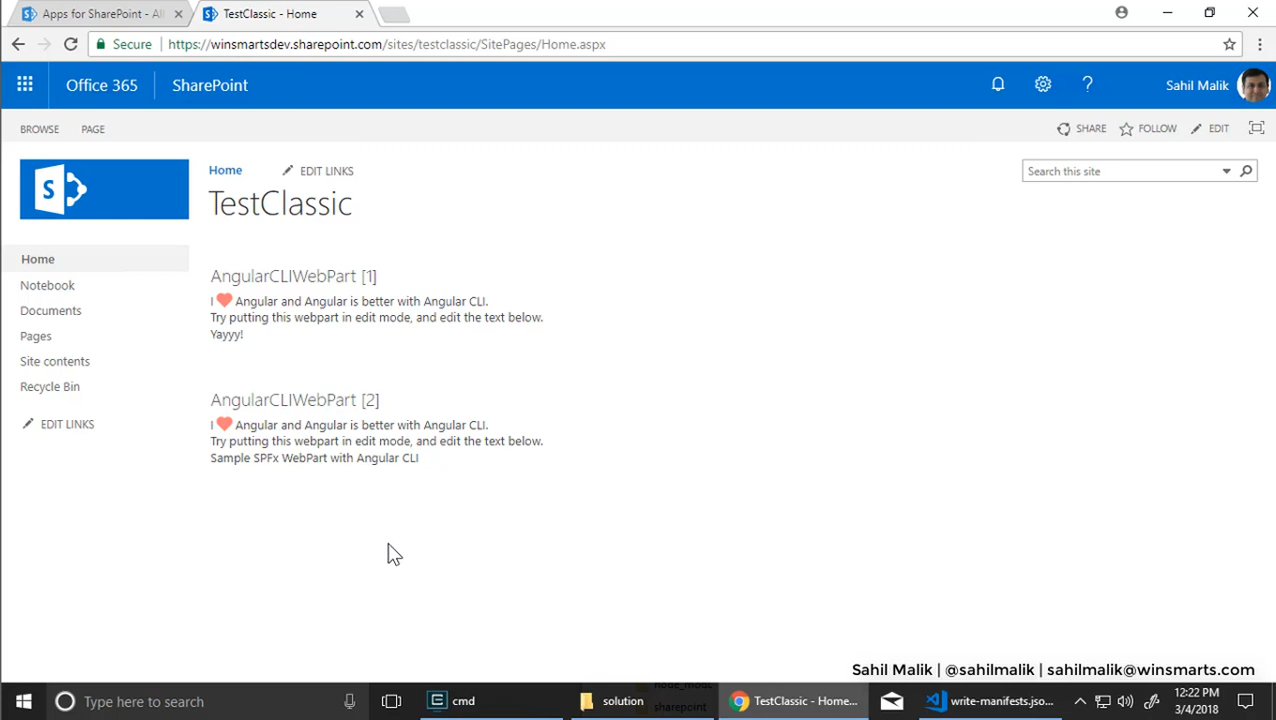 Apps for SharePoint - All
TestClassic - Home
Secure
https://winsmartsdev.sharepoint.com/sites/testclassic/SitePages/Home.aspx
Office 365
SharePoint
?
Sahil Malik
BROWSE
PAGE
SHARE
FOLLOW
EDIT
S
Home
EDIT LINKS
Search this site
TestClassic
Home
Notebook
Documents
Pages
Site contents
Recycle Bin
EDIT LINKS
AngularCLIWebPart [1]
I ❤ Angular and Angular is better with Angular CLI.
Try putting this webpart in edit mode, and edit the text below.
Yayyy!
AngularCLIWebPart [2]
I ❤ Angular and Angular is better with Angular CLI.
Try putting this webpart in edit mode, and edit the text below.
Sample SPFx WebPart with Angular CLI
Sahil Malik | @sahilmalik | sahilmalik@winsmarts.com
Type here to search
cmd
solution
sharepoint
TestClassic - Home...
write-manifests.jso...
12:22 PM
3/4/2018